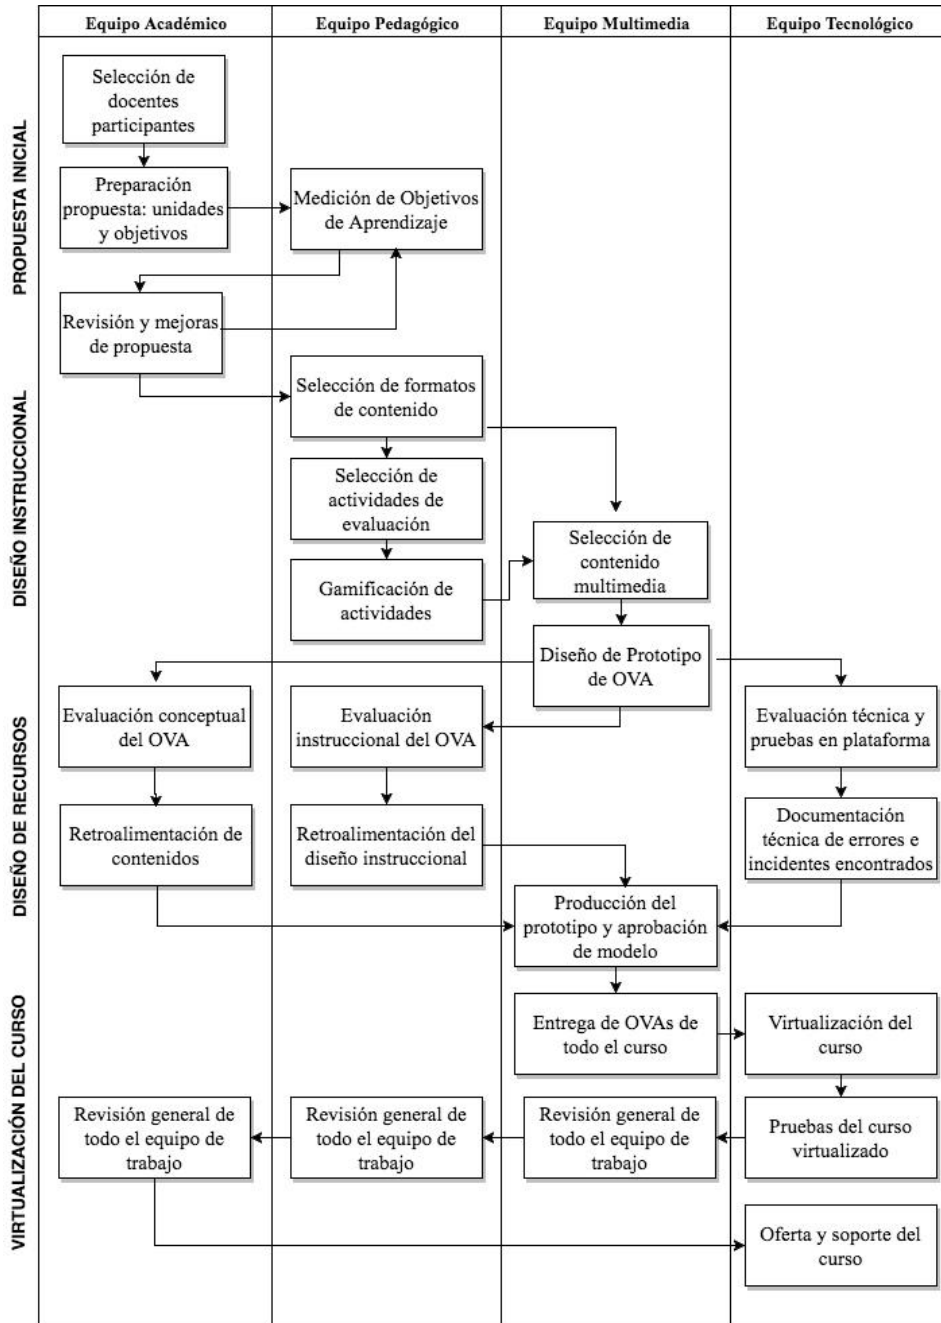 Equipo Académico
Equipo Pedagógico
Equipo Multimedia
Equipo Tecnológico
PROPUESTA INICIAL
Selección de
docentes
participantes
Preparación
propuesta: unidades
y objetivos
Medición de Objetivos
de Aprendizaje
Revisión y mejoras
de propuesta
DISEÑO INSTRUCCIONAL
Selección de formatos
de contenido
Selección de
actividades de
evaluación
Gamificación de
actividades
Selección de
contenido
multimedia
Diseño de Prototipo
de OVA
DISEÑO DE RECURSOS
Evaluación conceptual
del OVA
Evaluación
instruccional del OVA
Evaluación técnica y
pruebas en plataforma
Retroalimentación de
contenidos
Retroalimentación del
diseño instruccional
Documentación
técnica de errores e
incidentes encontrados
Producción del
prototipo y aprobación
de modelo
VIRTUALIZACIÓN DEL CURSO
Entrega de OVAs de
todo el curso
Virtualización del
curso
Revisión general de
todo el equipo de
trabajo
Revisión general de
todo el equipo de
trabajo
Revisión general de
todo el equipo de
trabajo
Pruebas del curso
virtualizado
Oferta y soporte del
curso